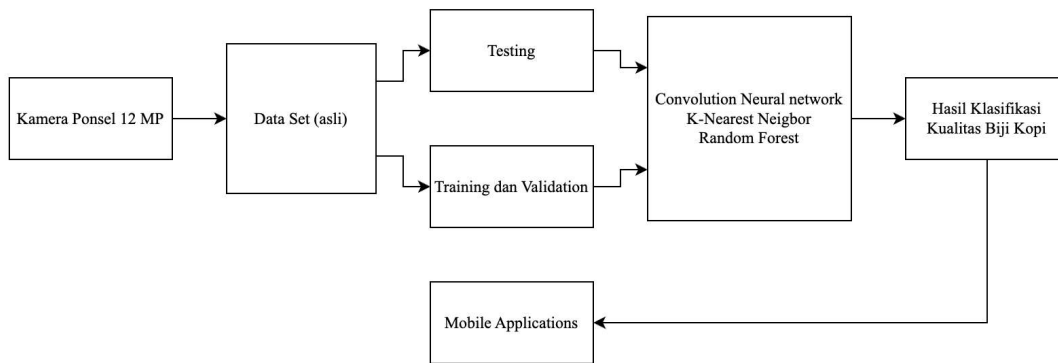 Kamera Ponsel 12 MP
Data Set (asli)
Testing
Training dan Validation
Convolution Neural network
K-Nearest Neigbor
Random Forest
Hasil Klasifikasi
Kualitas Biji Kopi
Mobile Applications